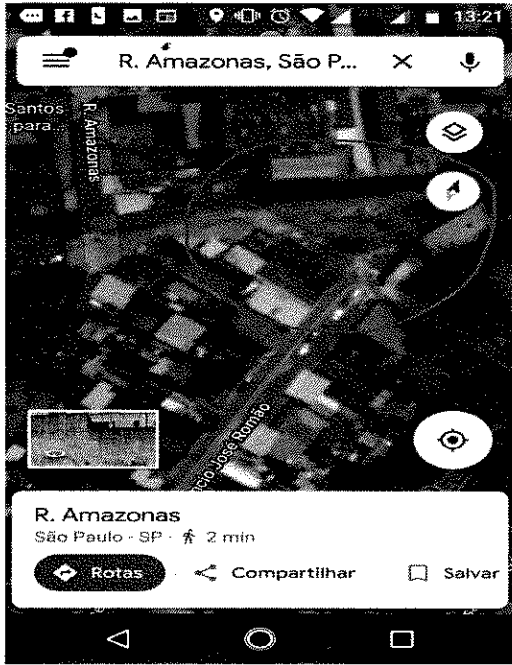 13:21
R. Amazonas, São P...
Santos
para...
R. Amazonas
José Romão
R. Amazonas
São Paulo - SP · 2 min
Rotas
Compartilhar
Salvar